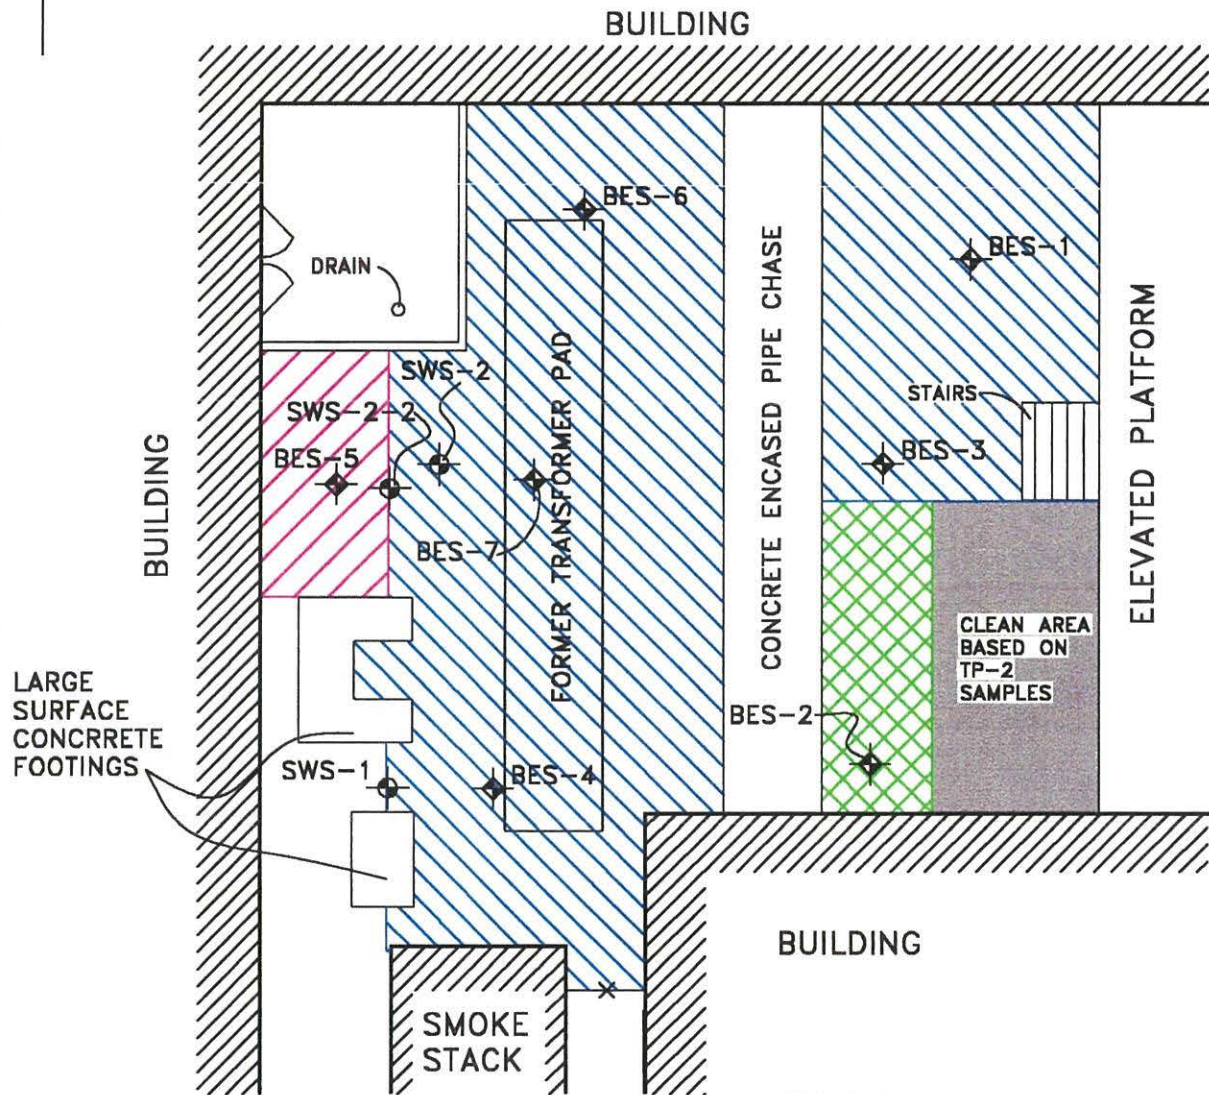 BUILDING
BES-6
BES-1
DRAIN
CONCRETE ENCASED PIPE CHASE
ELEVATED PLATFORM
FORMER TRANSFORMER PAD
SWS-2
STAIRS
SWS-2-2
BES-5
BES-3
BUILDING
BES-7
CLEAN AREA
BASED ON
TP-2
SAMPLES
LARGE
SURFACE
CONCRRETE
FOOTINGS
BES-2
SWS-1
BES-4
BUILDING
SMOKE
STACK